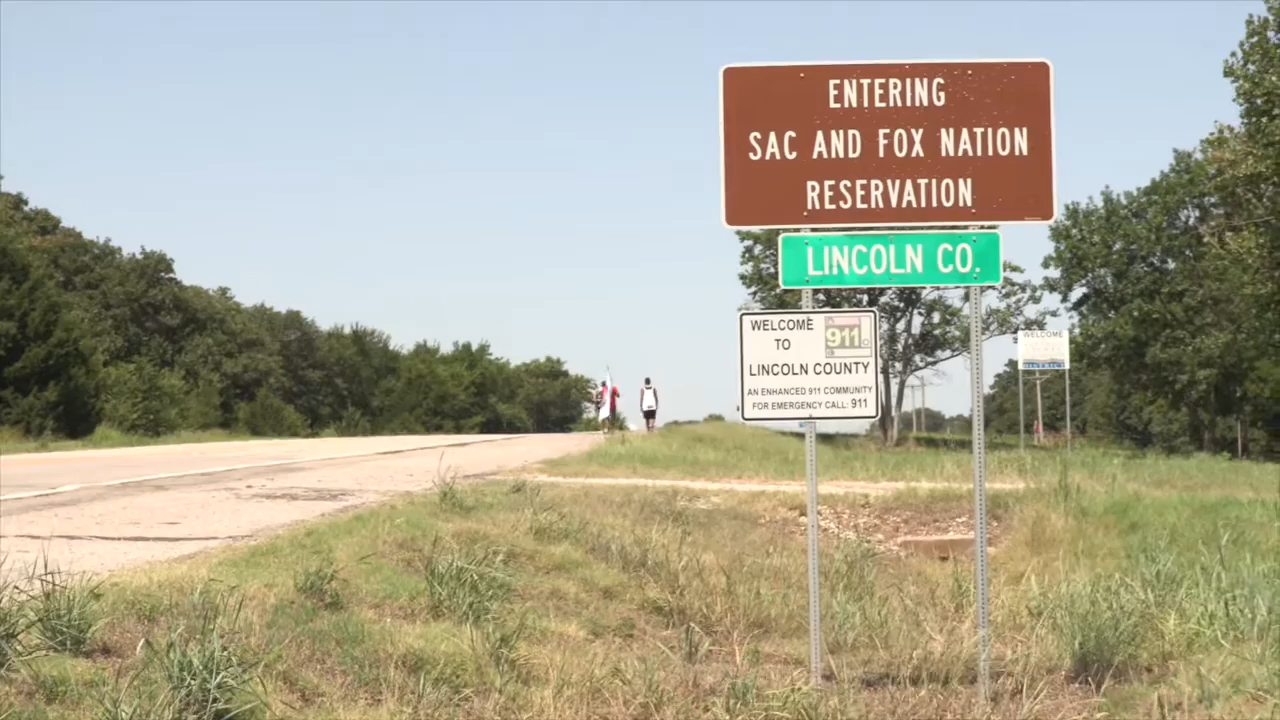 ENTERING
SAC AND FOX NATION
RESERVATION
LINCOLN CO.
WELCOME
TO
911
LINCOLN COUNTY
AN ENHANCED 911 COMMUNITY
FOR EMERGENCY CALL: 911
WELCOME
DISTRICT